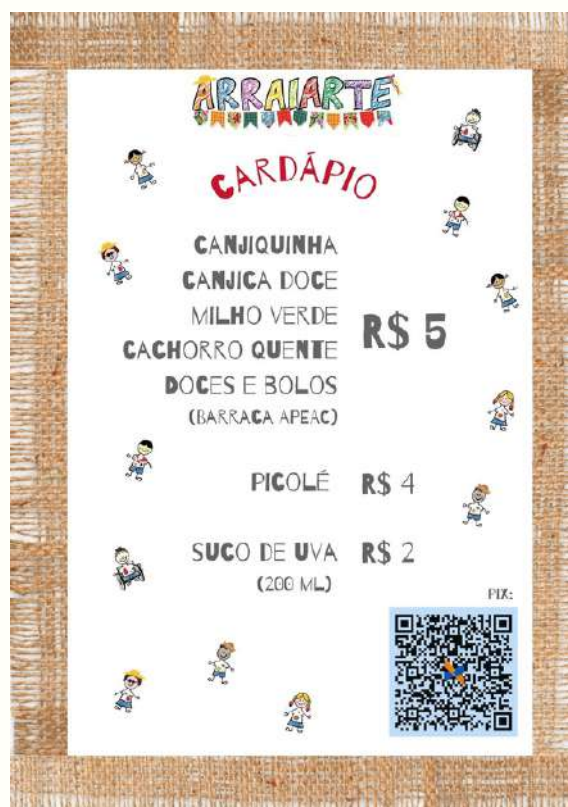 ARRAIARTE
CARDÁPIO
CANJIQUINHA
CANJICA DOCE
MILHO VERDE
CACHORRO QUENTE
DOCES E BOLOS
(BARRACA APEAC)
R$ 5
PICOLÉ R$ 4
SUCO DE UVA R$ 2
(200 ML)
PIX: